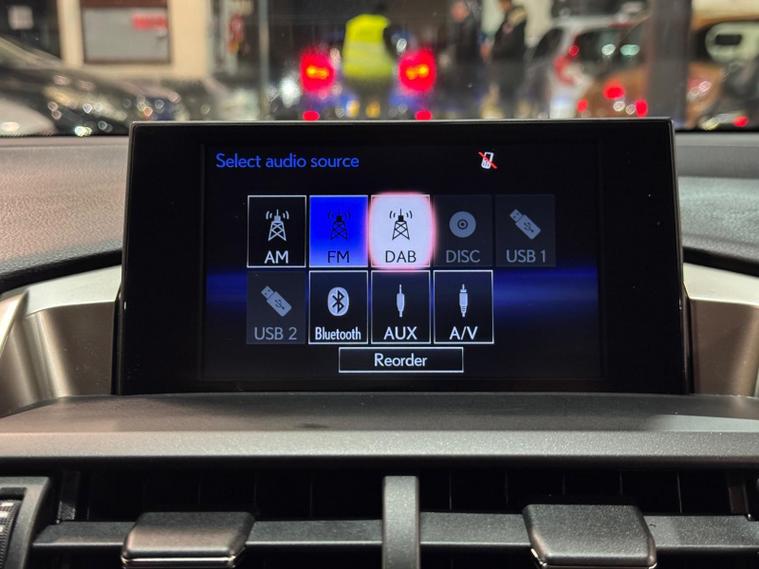 Select audio source
AM FM DAB DISC USB 1
USB 2 Bluetooth AUX A/V
Reorder